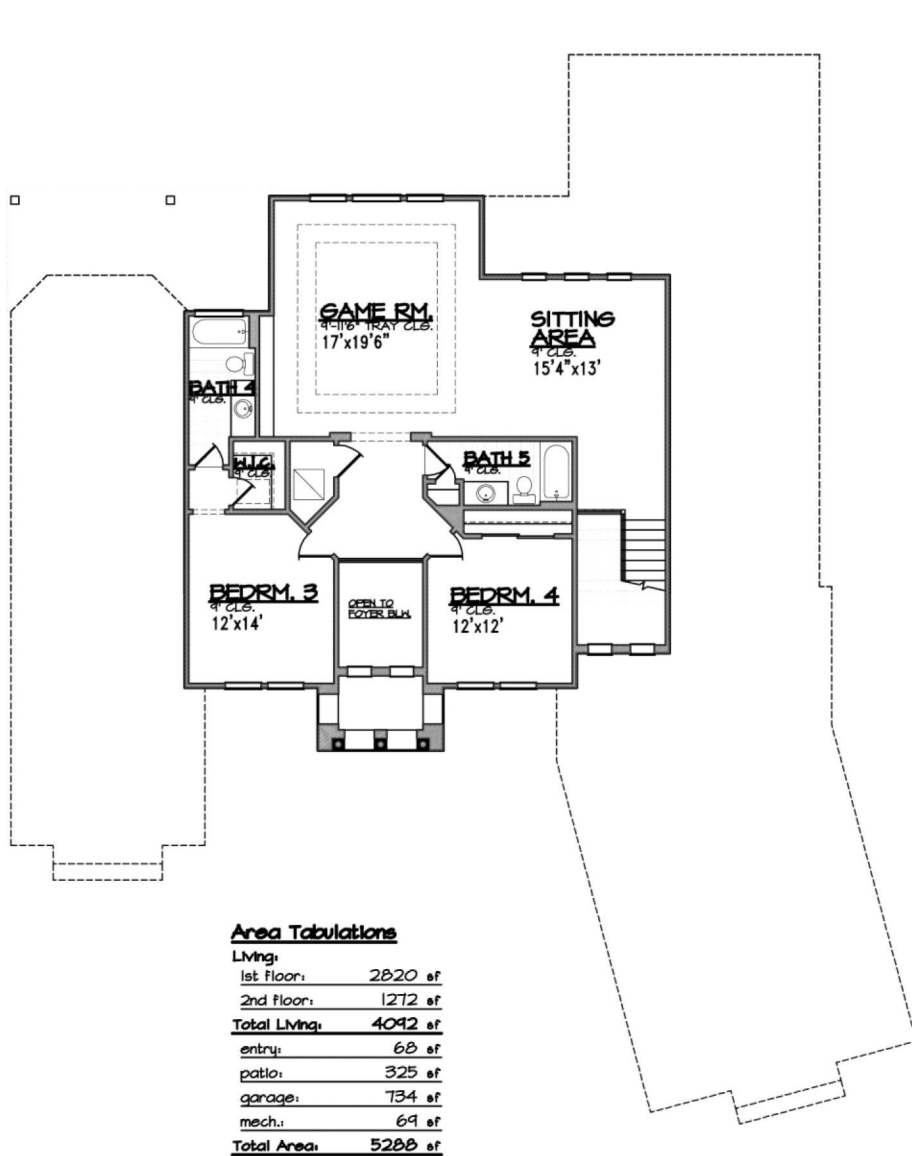 GAME RM.
9'-11'6" TRAY CLG.
17'x19'6"
SITTING
AREA
9' CLG.
15'4"x13'
BATH 4
9' CLG.
W.I.C.
9' CLG.
BATH 5
9' CLG.
BEDRM. 3
9' CLG.
12'x14'
OPEN TO
FOYER BLW.
BEDRM. 4
9' CLG.
12'x12'
Area Tabulations
Living:
1st floor: 2820 sf
2nd floor: 1272 sf
Total Living: 4092 sf
entry: 68 sf
patio: 325 sf
garage: 734 sf
mech.: 69 sf
Total Area: 5288 sf